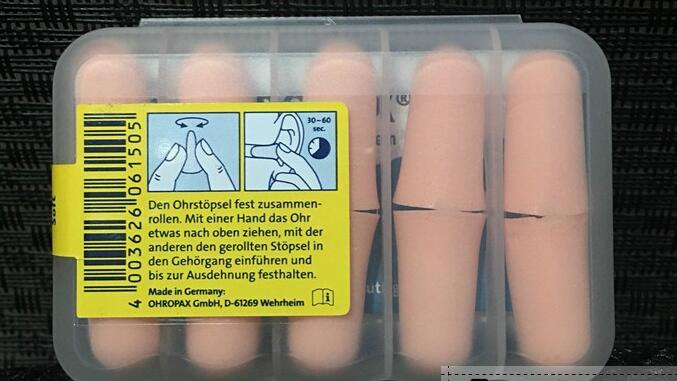 30-60
sec.
Den Ohrstöpsel fest zusammen-
rollen. Mit einer Hand das Ohr
etwas nach oben ziehen, mit der
anderen den gerollten Stöpsel in
den Gehörgang einführen und
bis zur Ausdehnung festhalten.
Made in Germany:
OHROPAX GmbH, D-61269 Wehrheim
4 003626 061505